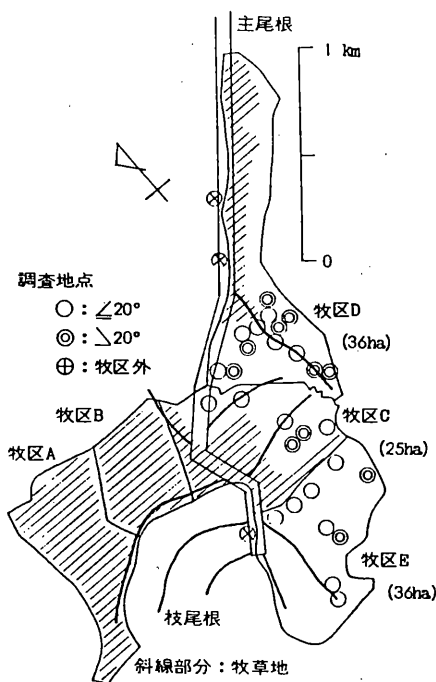 主尾根
1 km
0
調査地点
○：≦20°
◎：＞20°
⊕：牧区外
牧区D
(36ha)
牧区B
牧区A
牧区C
(25ha)
牧区E
(36ha)
枝尾根
斜線部分：牧草地